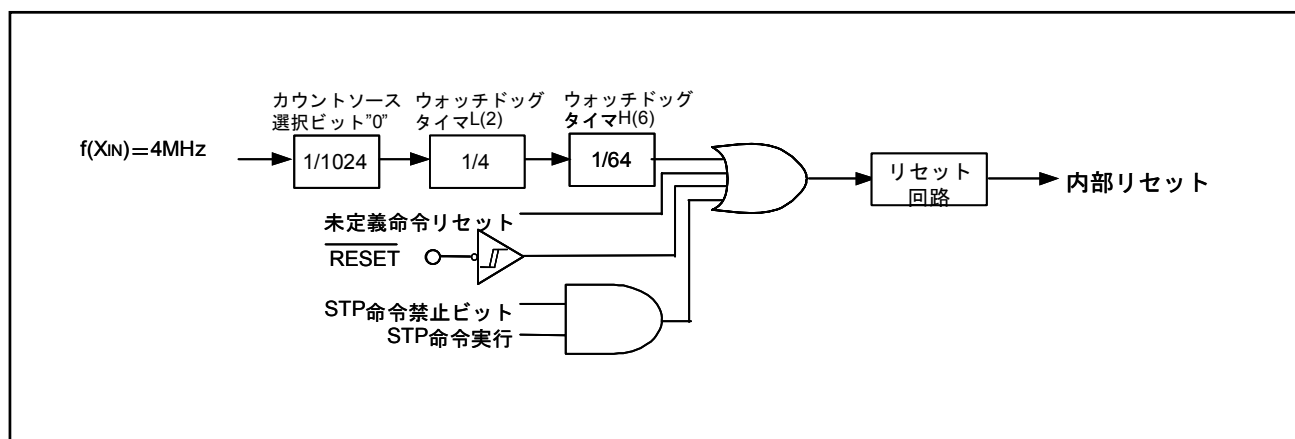 カウントソース
選択ビット"0"
ウォッチドッグ
タイマL(2)
ウォッチドッグ
タイマH(6)
f(XIN)=4MHz
1/1024
1/4
1/64
リセット
回路
内部リセット
未定義命令リセット
RESET
STP命令禁止ビット
STP命令実行